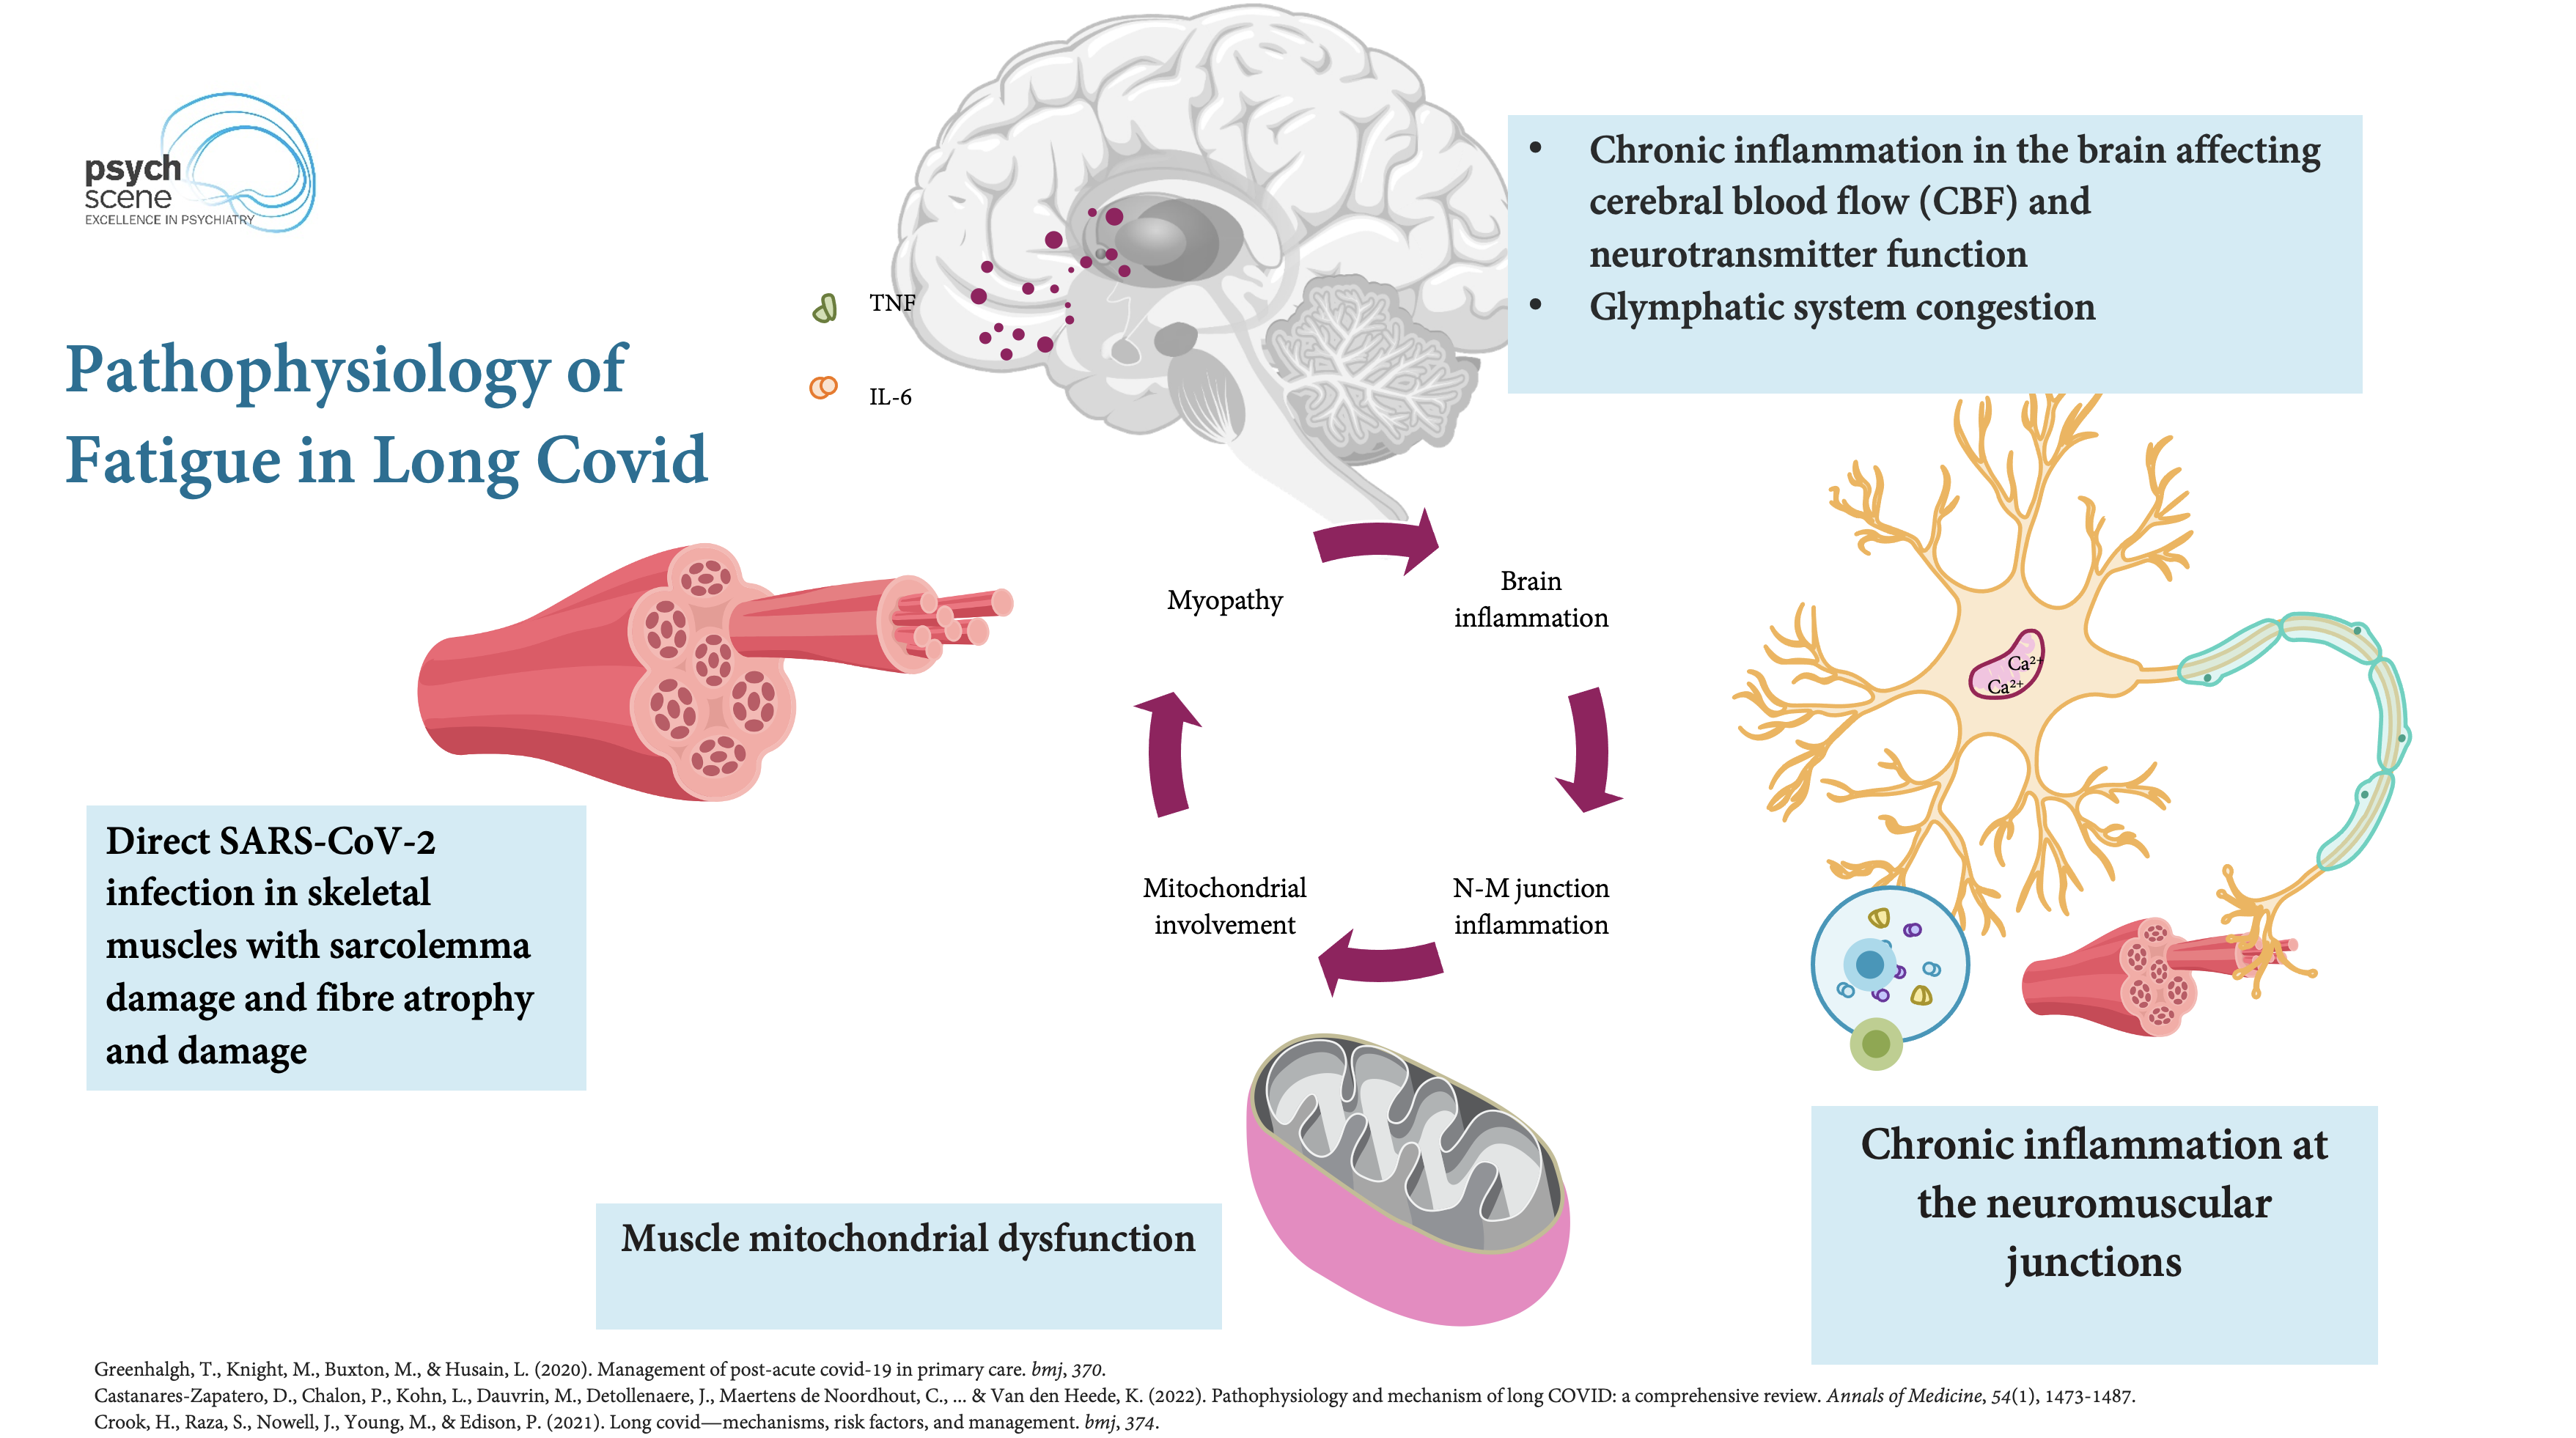 psych
scene
EXCELLENCE IN PSYCHIATRY
Pathophysiology of
Fatigue in Long Covid
TNF
IL-6
• Chronic inflammation in the brain affecting
cerebral blood flow (CBF) and
neurotransmitter function
• Glymphatic system congestion
Myopathy
Brain
inflammation
Ca²⁺
Ca²⁺
Mitochondrial
involvement
N-M junction
inflammation
Direct SARS-CoV-2
infection in skeletal
muscles with sarcolemma
damage and fibre atrophy
and damage
Muscle mitochondrial dysfunction
Chronic inflammation at
the neuromuscular
junctions
Greenhalgh, T., Knight, M., Buxton, M., & Husain, L. (2020). Management of post-acute covid-19 in primary care. bmj, 370.
Castanares-Zapatero, D., Chalon, P., Kohn, L., Dauvrin, M., Detollenaere, J., Maertens de Noordhout, C., ... & Van den Heede, K. (2022). Pathophysiology and mechanism of long COVID: a comprehensive review. Annals of Medicine, 54(1), 1473-1487.
Crook, H., Raza, S., Nowell, J., Young, M., & Edison, P. (2021). Long covid—mechanisms, risk factors, and management. bmj, 374.